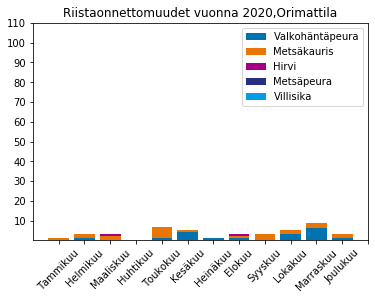 Riistaonnettomuudet vuonna 2020,Orimattila
110
100
90
80
70
60
50
40
30
20
10
Valkohäntäpeura
Metsäkauris
Hirvi
Metsäpeura
Villisika
Tammikuu
Helmikuu
Maaliskuu
Huhtikuu
Toukokuu
Kesäkuu
Heinäkuu
Elokuu
Syyskuu
Lokakuu
Marraskuu
Joulukuu